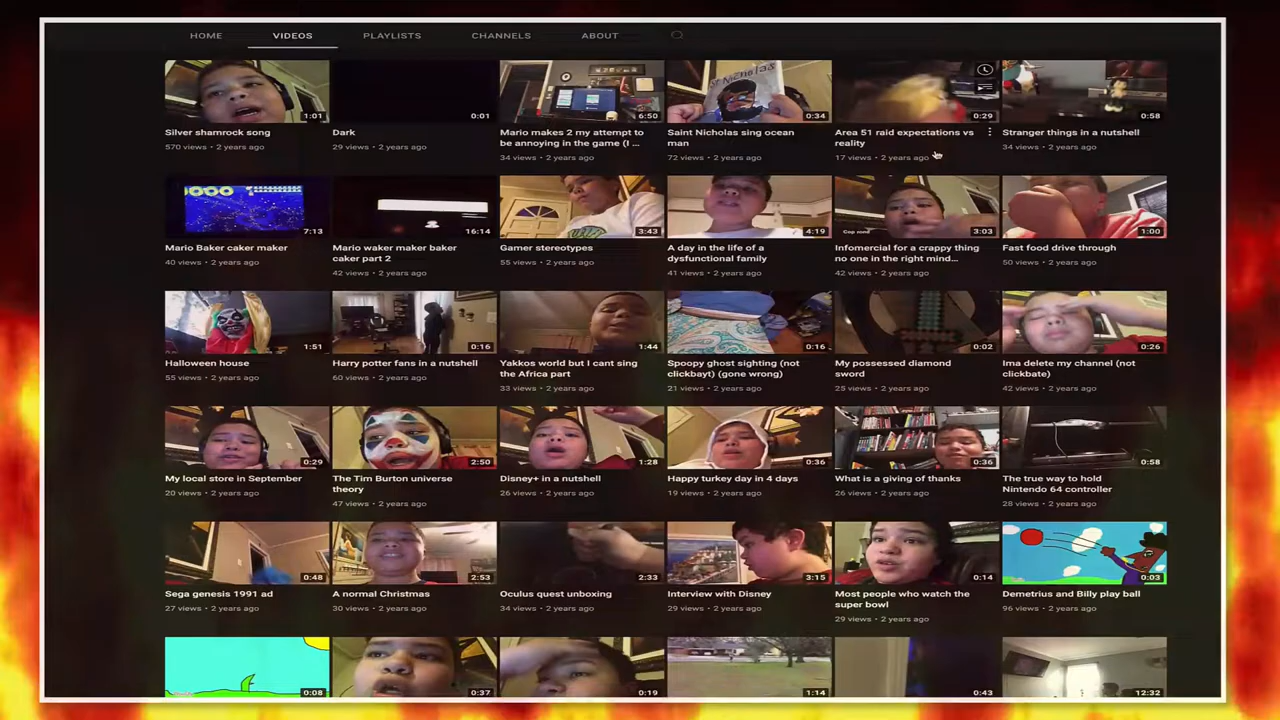 HOME VIDEOS PLAYLISTS CHANNELS ABOUT
1:01 0:01 6:50 0:34 0:29 0:58
Silver shamrock song
570 views • 2 years ago
Dark
29 views • 2 years ago
Mario makes 2 my attempt to
be annoying in the game (I ...
34 views • 2 years ago
Saint Nicholas sing ocean
man
72 views • 2 years ago
Area 51 raid expectations vs
reality
17 views • 2 years ago
Stranger things in a nutshell
34 views • 2 years ago
7:13 16:14 3:43 4:19 3:03 1:00
Mario Baker caker maker
40 views • 2 years ago
Mario waker maker baker
caker part 2
42 views • 2 years ago
Gamer stereotypes
55 views • 2 years ago
A day in the life of a
dysfunctional family
41 views • 2 years ago
Infomercial for a crappy thing
no one in the right mind...
42 views • 2 years ago
Fast food drive through
50 views • 2 years ago
1:51 0:16 1:44 0:16 0:02 0:26
Halloween house
55 views • 2 years ago
Harry potter fans in a nutshell
60 views • 2 years ago
Yakkos world but I cant sing
the Africa part
33 views • 2 years ago
Spoopy ghost sighting (not
clickbayt) (gone wrong)
21 views • 2 years ago
My possessed diamond
sword
25 views • 2 years ago
Ima delete my channel (not
clickbate)
42 views • 2 years ago
0:29 2:50 1:28 0:36 0:36 0:58
My local store in September
20 views • 2 years ago
The Tim Burton universe
theory
47 views • 2 years ago
Disney+ in a nutshell
26 views • 2 years ago
Happy turkey day in 4 days
19 views • 2 years ago
What is a giving of thanks
26 views • 2 years ago
The true way to hold
Nintendo 64 controller
28 views • 2 years ago
0:48 2:53 2:33 3:15 0:14 0:03
Sega genesis 1991 ad
27 views • 2 years ago
A normal Christmas
30 views • 2 years ago
Oculus quest unboxing
34 views • 2 years ago
Interview with Disney
29 views • 2 years ago
Most people who watch the
super bowl
29 views • 2 years ago
Demetrius and Billy play ball
96 views • 2 years ago
0:08 0:37 0:19 1:14 0:43 12:32